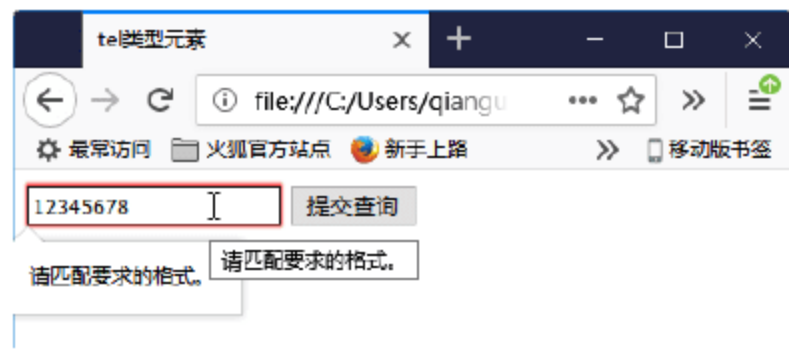 tel类型元素
file:///C:/Users/qiangu
最常访问 火狐官方站点 新手上路 移动版书签
12345678 提交查询
请匹配要求的格式。
请匹配要求的格式。